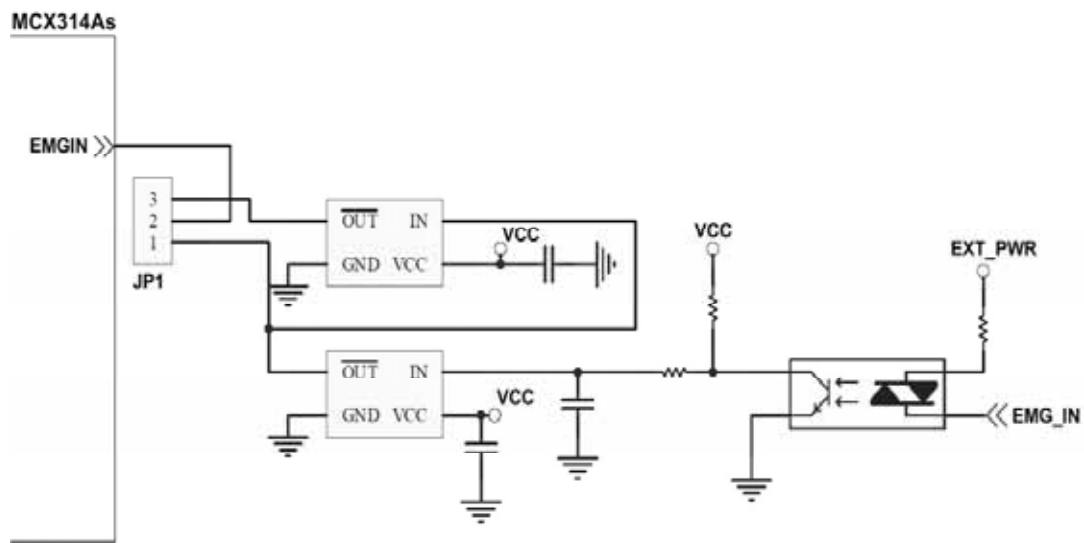 MCX314As
EMGIN
3
2
1
JP1
OUT IN
GND VCC
VCC
OUT IN
GND VCC
VCC
VCC
EXT_PWR
EMG_IN